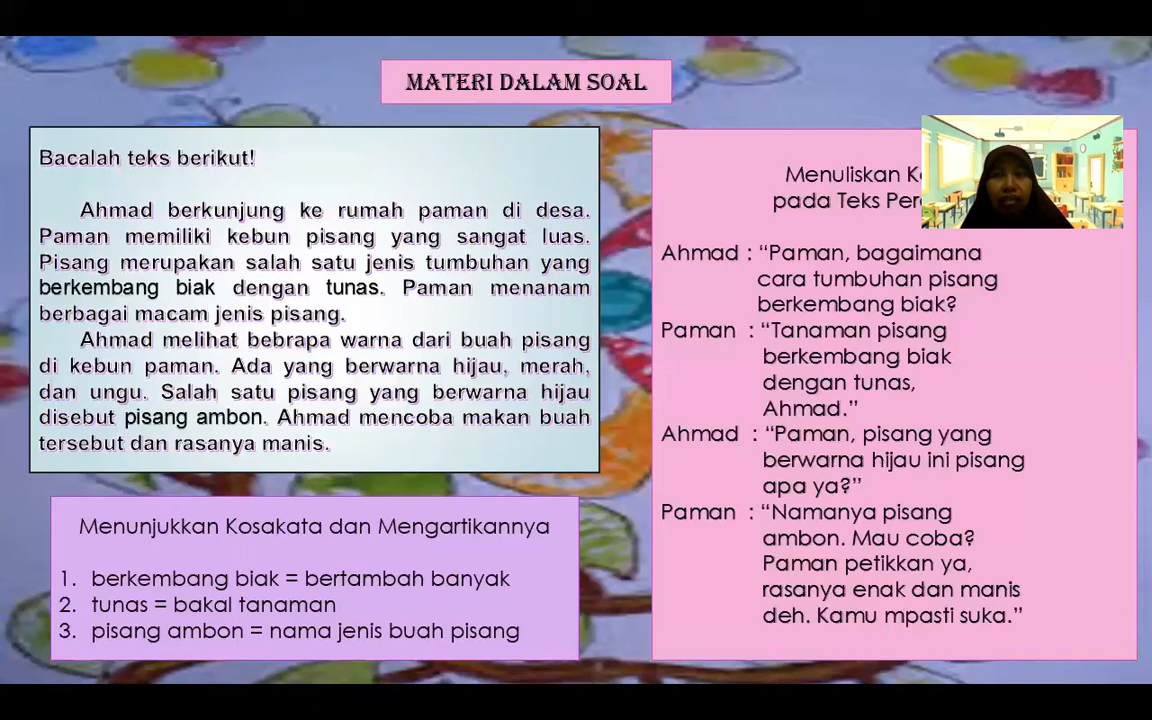 MATERI DALAM SOAL
Bacalah teks berikut!
Ahmad berkunjung ke rumah paman di desa.
Paman memiliki kebun pisang yang sangat luas.
Pisang merupakan salah satu jenis tumbuhan yang
berkembang biak dengan tunas. Paman menanam
berbagai macam jenis pisang.
Ahmad melihat bebrapa warna dari buah pisang
di kebun paman. Ada yang berwarna hijau, merah,
dan ungu. Salah satu pisang yang berwarna hijau
disebut pisang ambon. Ahmad mencoba makan buah
tersebut dan rasanya manis.
Menunjukkan Kosakata dan Mengartikannya
1. berkembang biak = bertambah banyak
2. tunas = bakal tanaman
3. pisang ambon = nama jenis buah pisang
Menuliskan
pada Teks
Ahmad : “Paman, bagaimana
cara tumbuhan pisang
berkembang biak?
Paman : “Tanaman pisang
berkembang biak
dengan tunas,
Ahmad.”
Ahmad : “Paman, pisang yang
berwarna hijau ini pisang
apa ya?”
Paman : “Namanya pisang
ambon. Mau coba?
Paman petikkan ya,
rasanya enak dan manis
deh. Kamu mpasti suka.”